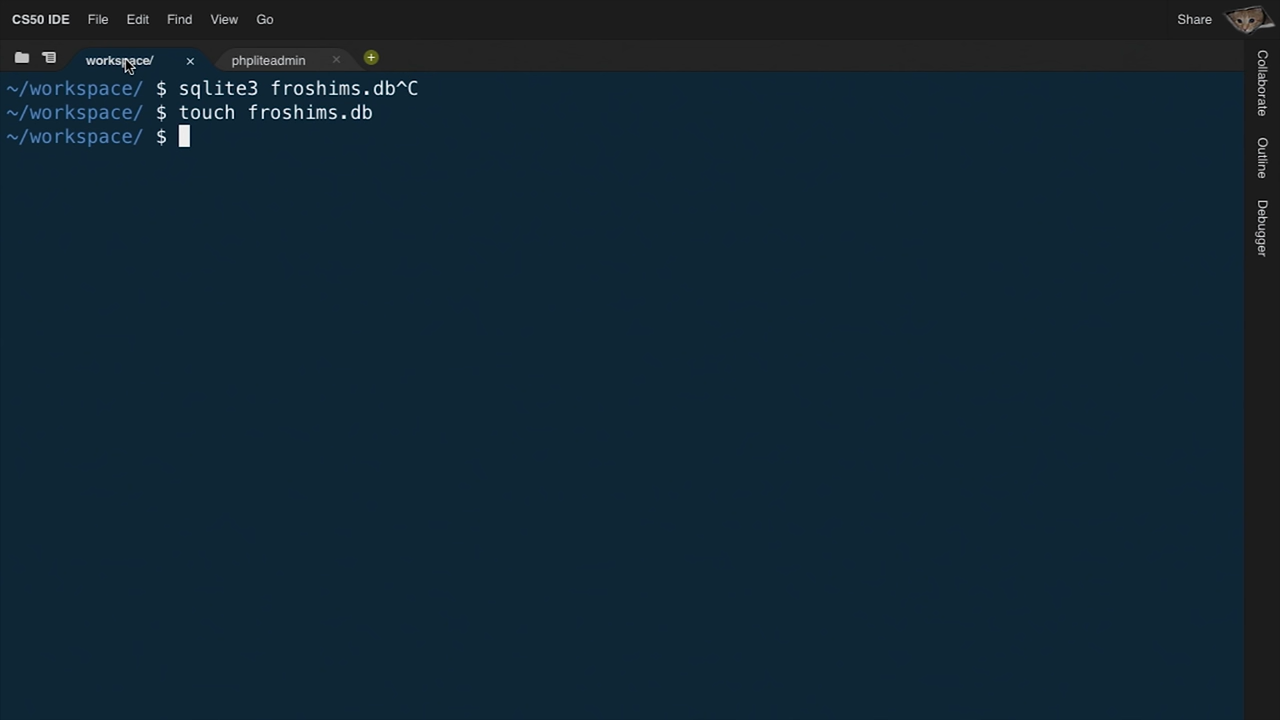 CS50 IDE File Edit Find View Go Share
workspace/ × phpliteadmin ×
~/workspace/ $ sqlite3 froshims.db^C
~/workspace/ $ touch froshims.db
~/workspace/ $
Collaborate
Outline
Debugger